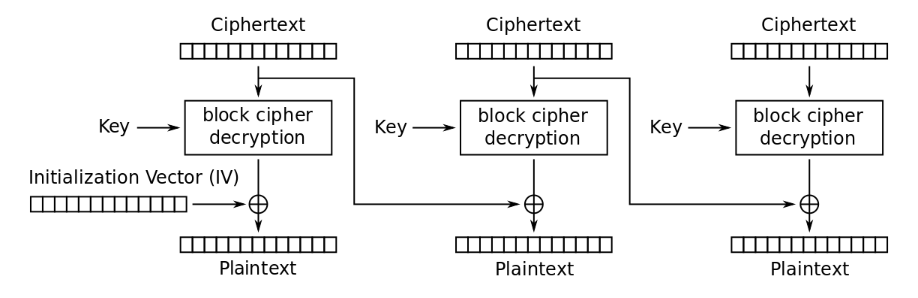 Ciphertext
Ciphertext
Ciphertext
Key
block cipher
decryption
Key
block cipher
decryption
Key
block cipher
decryption
Initialization Vector (IV)
Plaintext
Plaintext
Plaintext